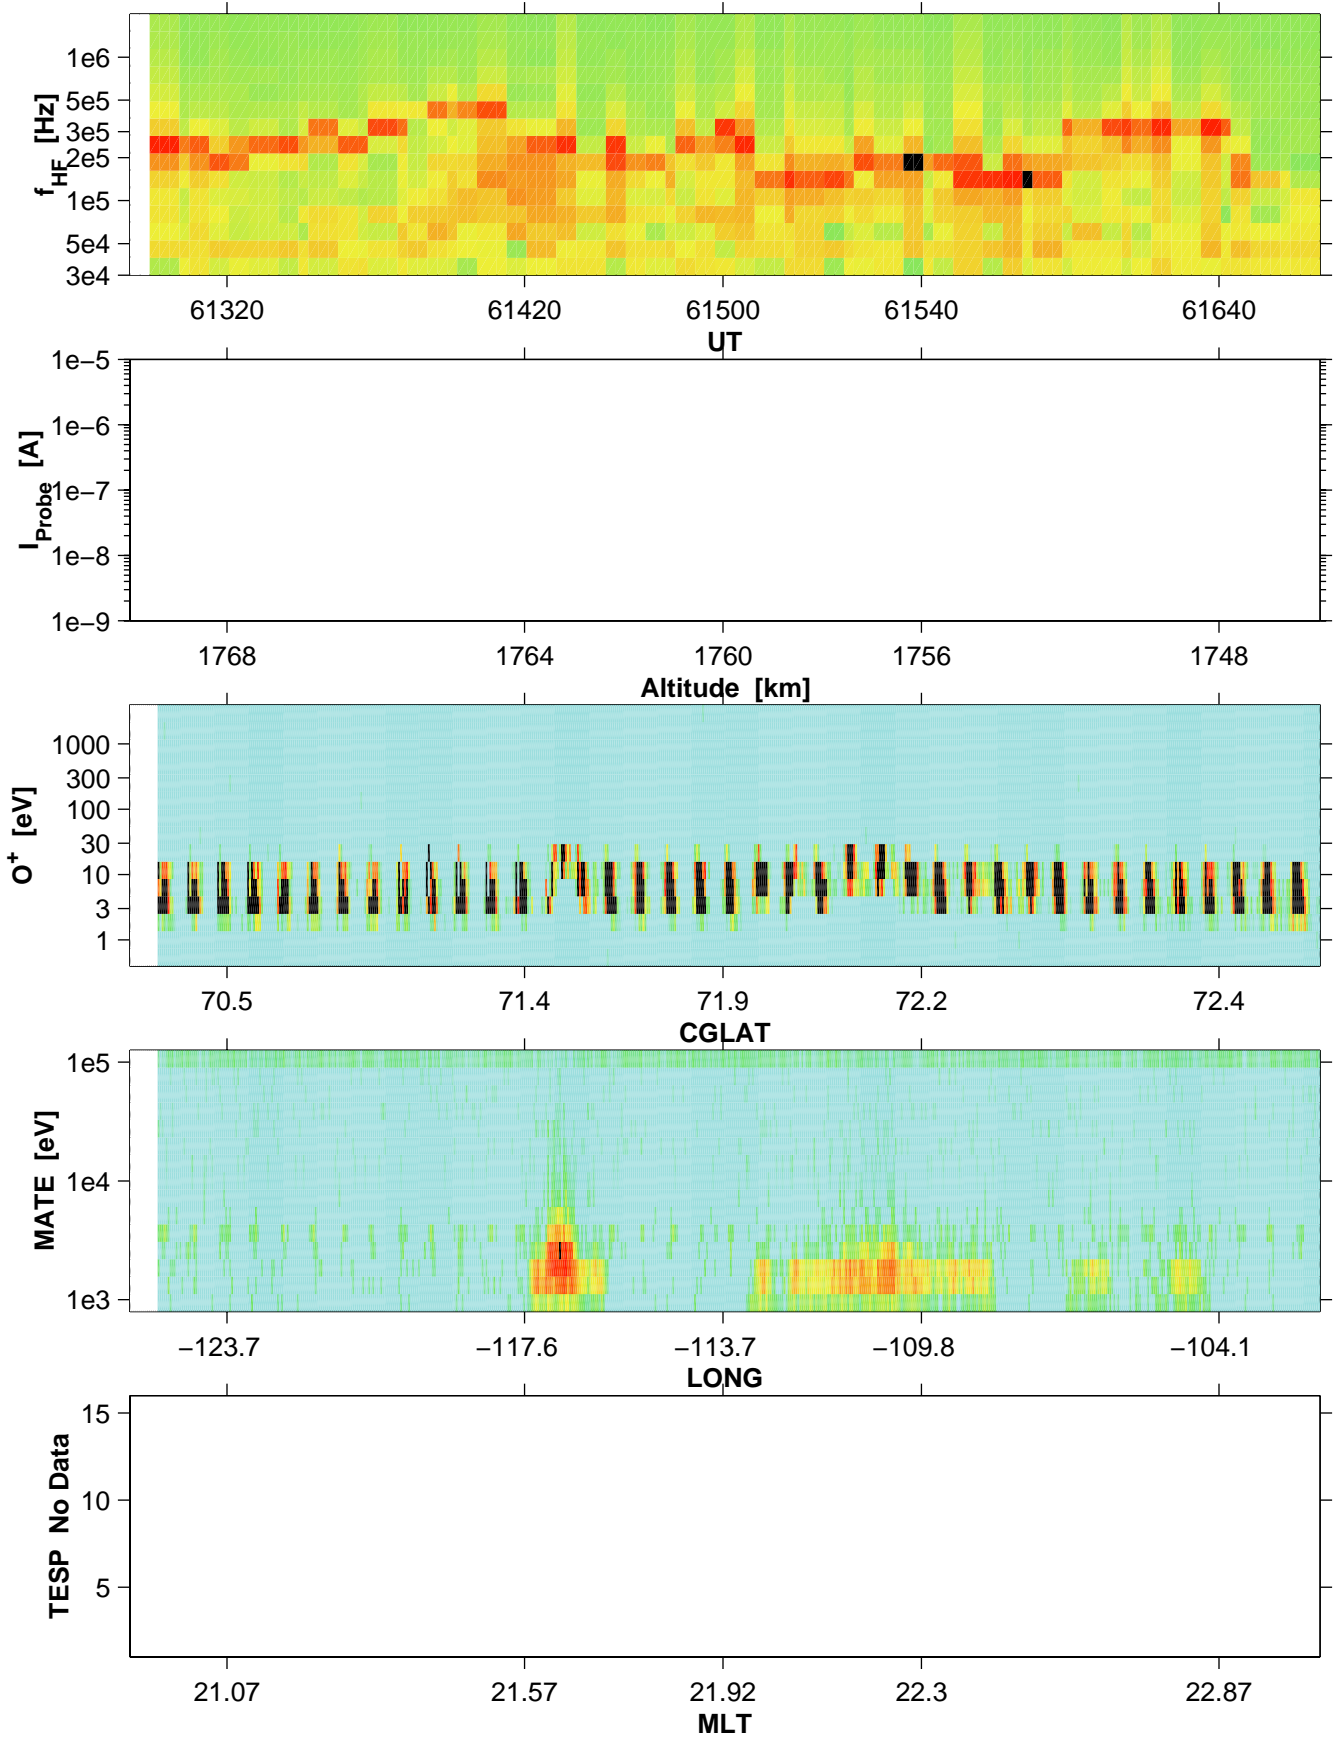 f_HF [Hz]
1e6
5e5
3e5
2e5
1e5
5e4
3e4
61320 61420 61500 61540 61640
UT
I_Probe [A]
1e−5
1e−6
1e−7
1e−8
1e−9
1768 1764 1760 1756 1748
Altitude [km]
O⁺ [eV]
1000
300
100
30
10
3
1
70.5 71.4 71.9 72.2 72.4
CGLAT
MATE [eV]
1e5
1e4
1e3
−123.7 −117.6 −113.7 −109.8 −104.1
LONG
TESP No Data
15
10
5
21.07 21.57 21.92 22.3 22.87
MLT